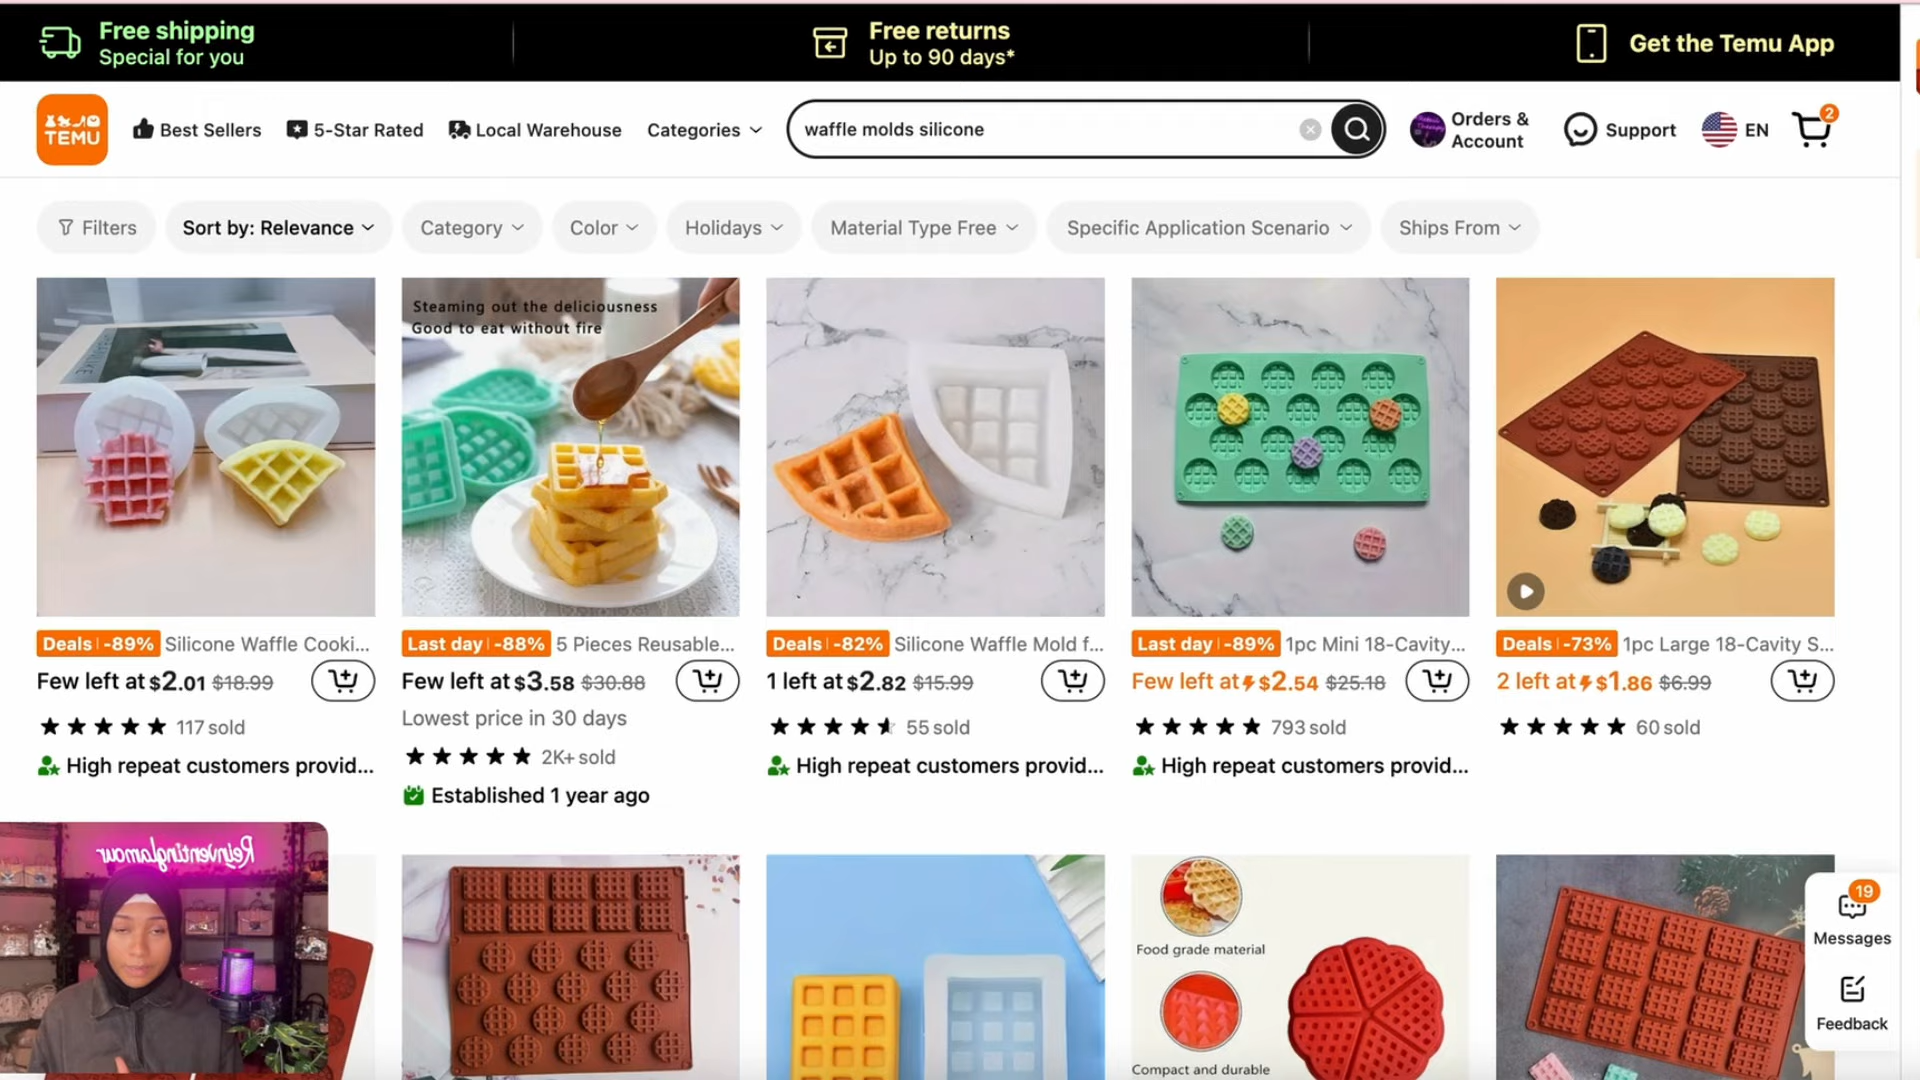 Free shipping
Special for you
Free returns
Up to 90 days*
Get the Temu App
TEMU
Best Sellers
5-Star Rated
Local Warehouse
Categories
waffle molds silicone
Orders &
Account
Support
EN
2
Filters
Sort by: Relevance
Category
Color
Holidays
Material Type Free
Specific Application Scenario
Ships From
Steaming out the deliciousness
Good to eat without fire
Deals -89% Silicone Waffle Cooki...
Few left at $2.01 $18.99
117 sold
High repeat customers provid...
Last day -88% 5 Pieces Reusable...
Few left at $3.58 $30.88
Lowest price in 30 days
2K+ sold
Established 1 year ago
Deals -82% Silicone Waffle Mold f...
1 left at $2.82 $15.99
55 sold
High repeat customers provid...
Last day -89% 1pc Mini 18-Cavity...
Few left at $2.54 $25.18
793 sold
High repeat customers provid...
Deals -73% 1pc Large 18-Cavity S...
2 left at $1.86 $6.99
60 sold
Reinventinglamour
Food grade material
Compact and durable
19
Messages
Feedback